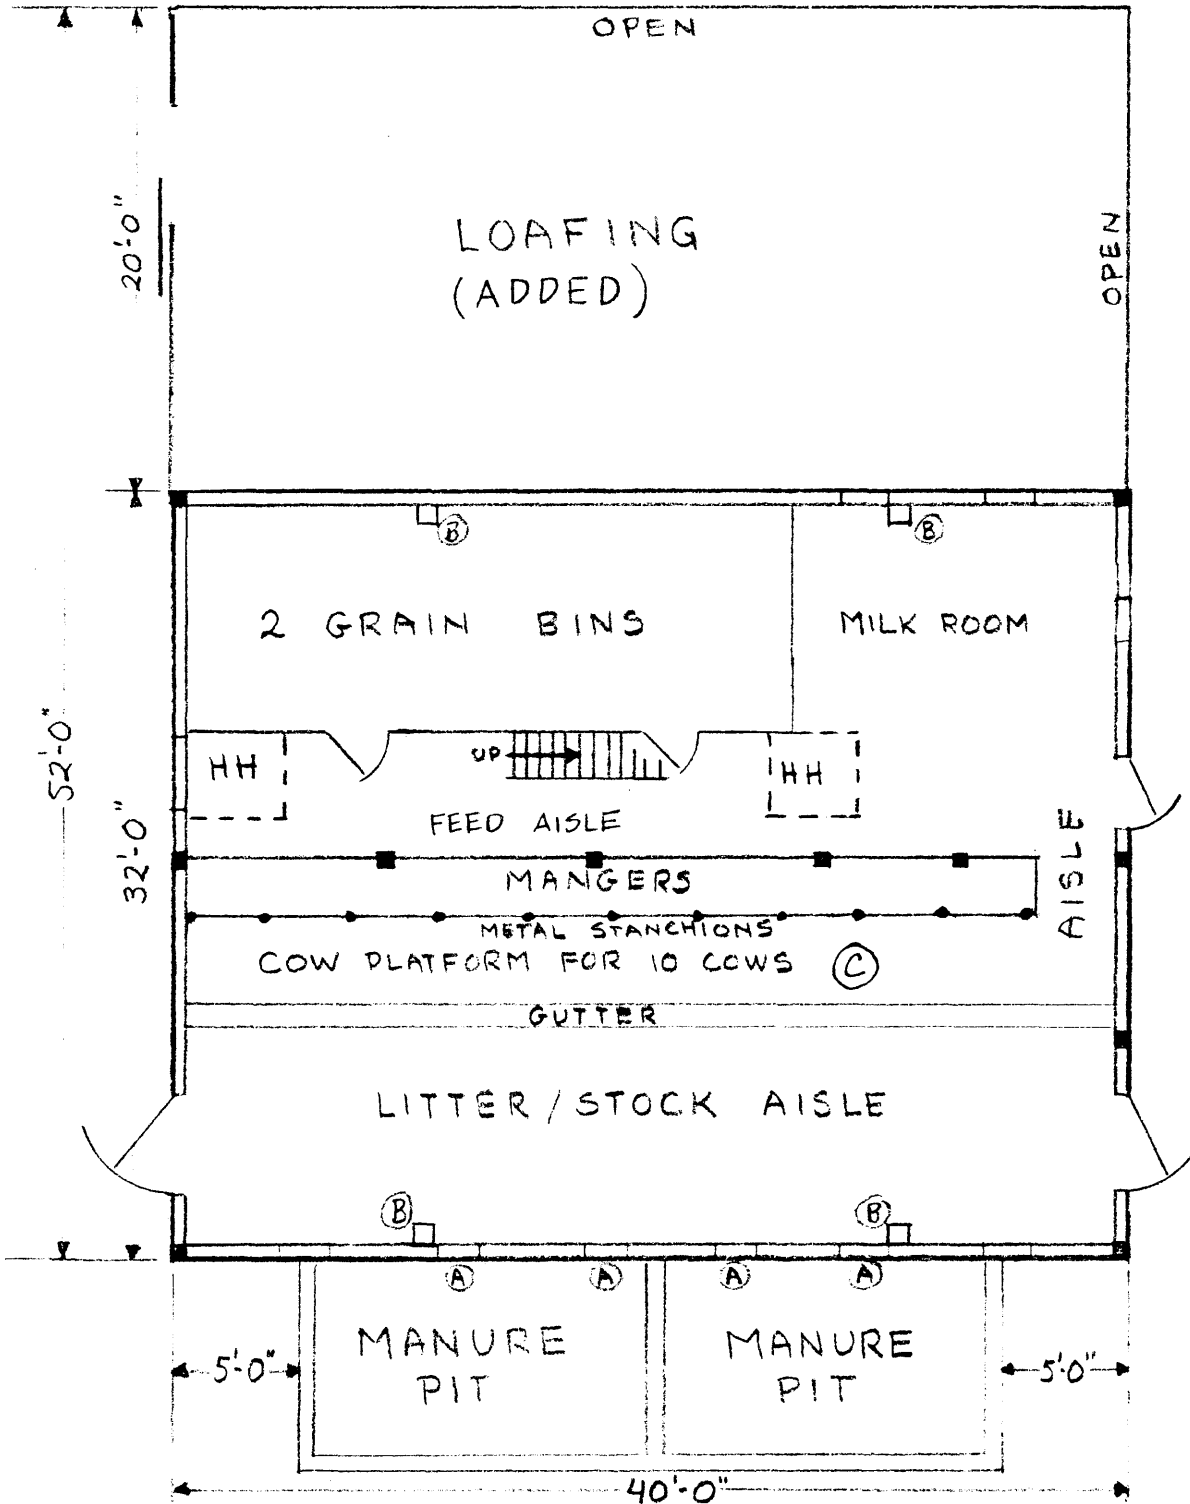 OPEN
20'-0"
LOAFING
(ADDED)
OPEN
B
B
2 GRAIN BINS
MILK ROOM
52'-0"
32'-0"
HH
UP
HH
FEED AISLE
AISLE
MANGERS
METAL STANCHIONS
COW PLATFORM FOR 10 COWS
C
GUTTER
LITTER / STOCK AISLE
B
B
A
A
A
A
MANURE
PIT
MANURE
PIT
5'-0"
5'-0"
40'-0"